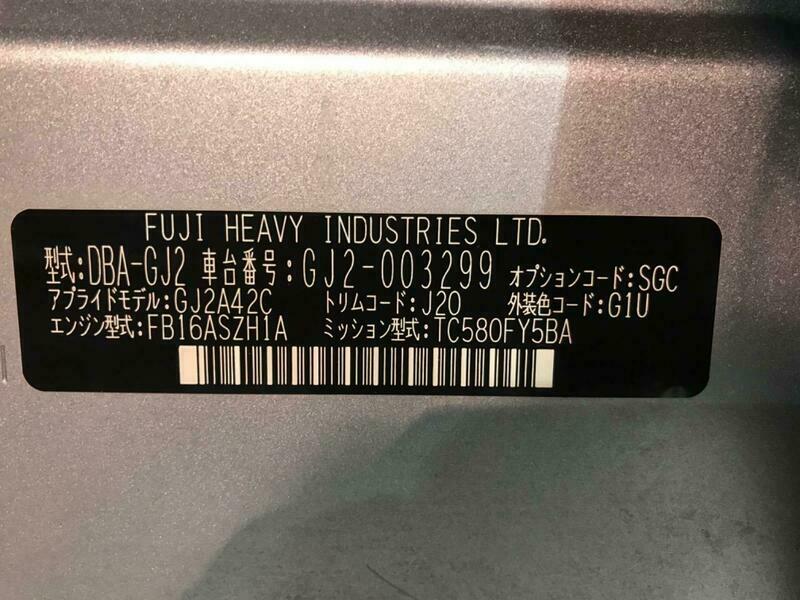 FUJI HEAVY INDUSTRIES LTD.
型式:DBA-GJ2 車台番号:GJ2-003299 オプションコード:SGC
アプライドモデル:GJ2A42C トリムコード:J20 外装色コード:G1U
エンジン型式:FB16ASZH1A ミッション型式:TC580FY5BA